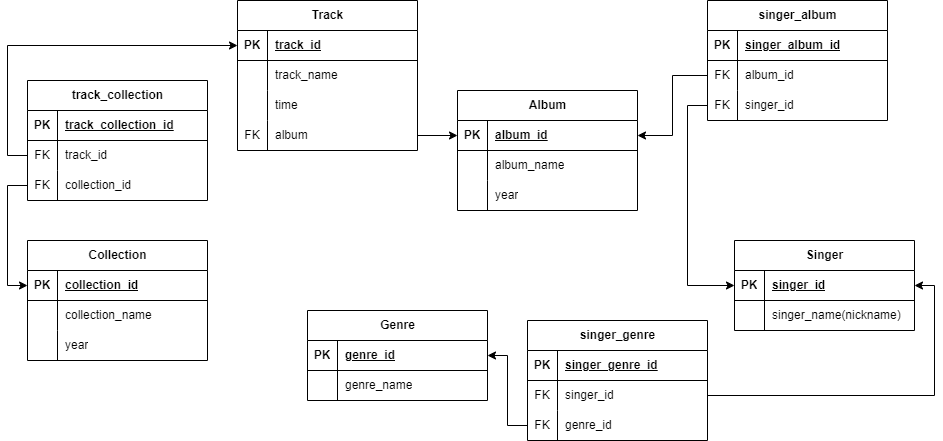 Track
PK track_id
track_name
time
FK album
singer_album
PK singer_album_id
FK album_id
FK singer_id
track_collection
PK track_collection_id
FK track_id
FK collection_id
Album
PK album_id
album_name
year
Collection
PK collection_id
collection_name
year
Singer
PK singer_id
singer_name(nickname)
Genre
PK genre_id
genre_name
singer_genre
PK singer_genre_id
FK singer_id
FK genre_id